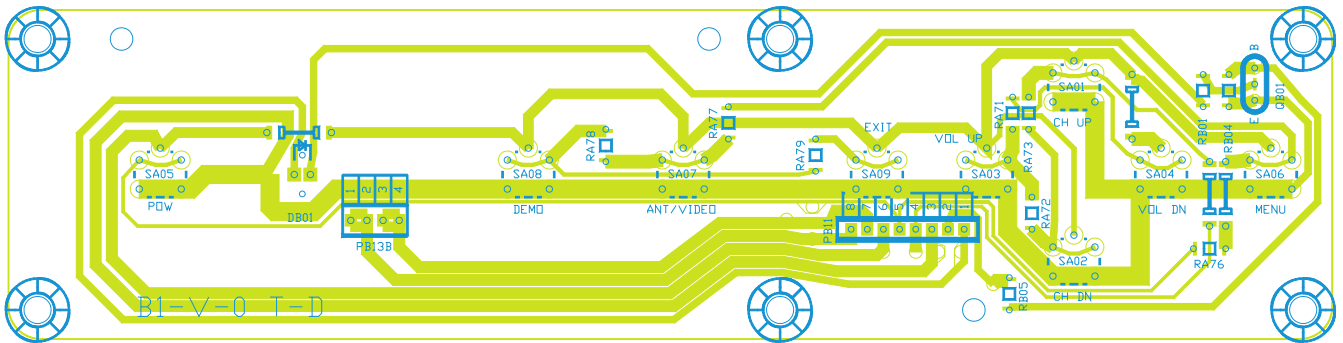 B
SA01
QB01
RA77
RA71
E
CH UP
EXIT
RB01
RB04
VOL UP
RA78
RA79
RA73
SA05
SA08
SA07
SA09
SA03
SA04
SA06
1 2 3 4
POW
DB01
DEMO
ANT/VIDEO
8 7 6 5 4 3 2 1
RA72
VOL DN
MENU
PB11
PB13B
SA02
RA76
CH DN
RB05
B1-V-0 T-D